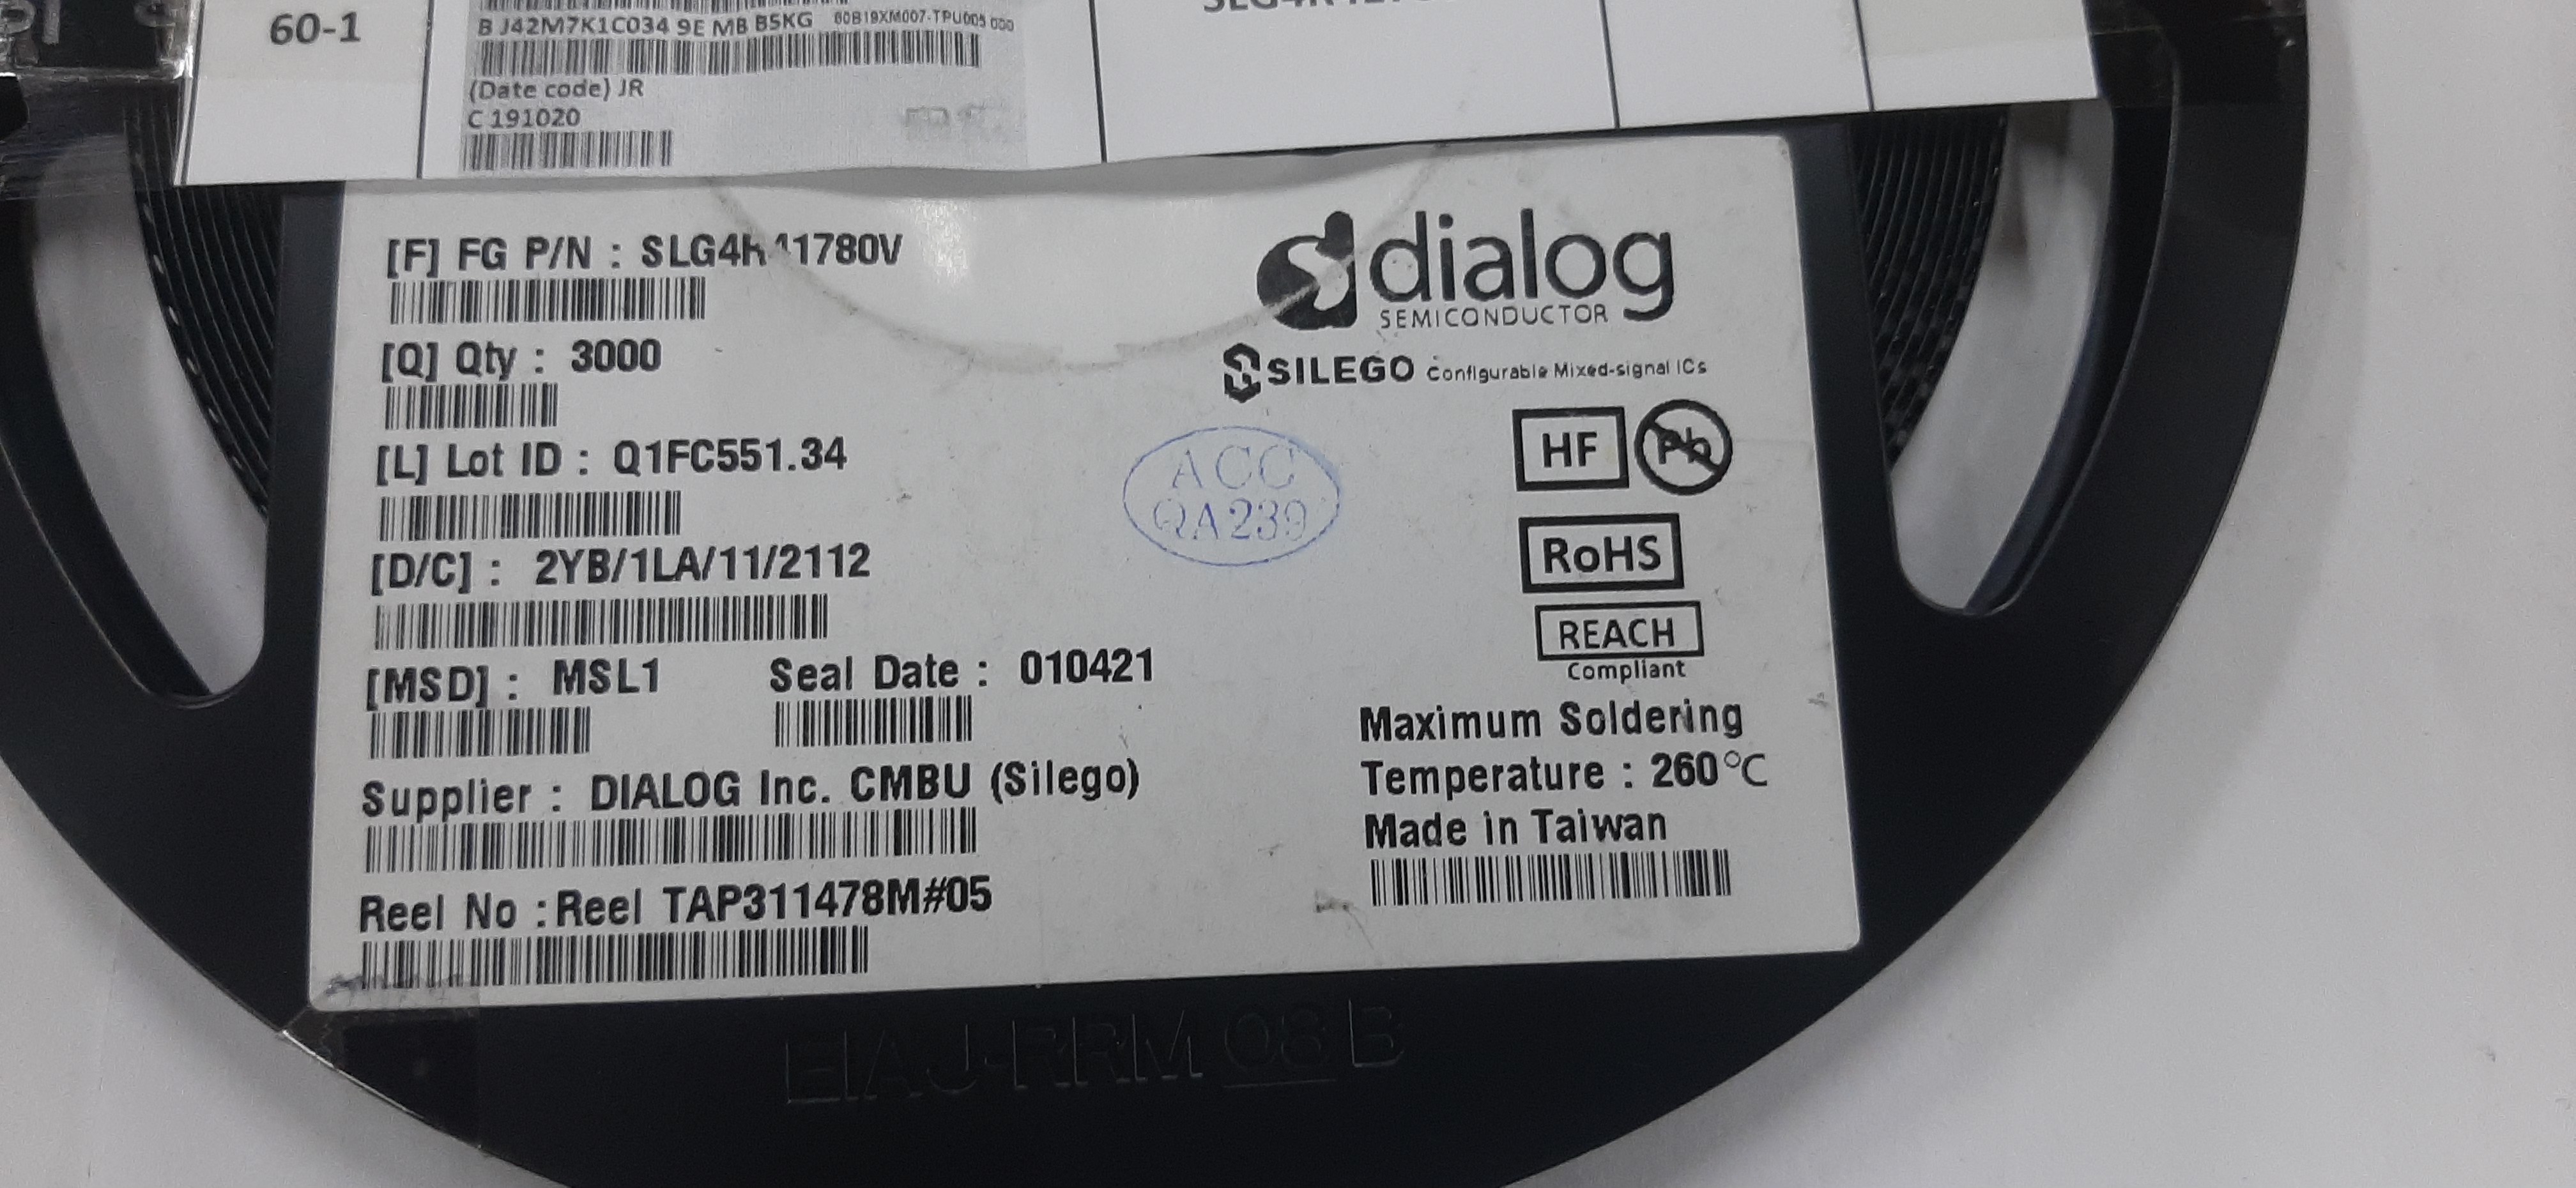 60-1
B J42M7K1C034 9E MB B5KG 60B19XM007-TPU005 000
(Date code) JR
C 191020
[F] FG P/N :
[Q] Qty : 3000
[L] Lot ID : Q1FC551.34
[D/C] : 2YB/1LA/11/2112
[MSD] : MSL1 Seal Date : 010421
Supplier : DIALOG Inc. CMBU (Silego)
Reel No :Reel TAP311478M#05
dialog
SEMICONDUCTOR
SILEGO Configurable Mixed-signal ICs
ACC
QA239
HF Pb
RoHS
REACH
Compliant
Maximum Soldering
Temperature : 260°C
Made in Taiwan
EIAJ-RRM 08 B